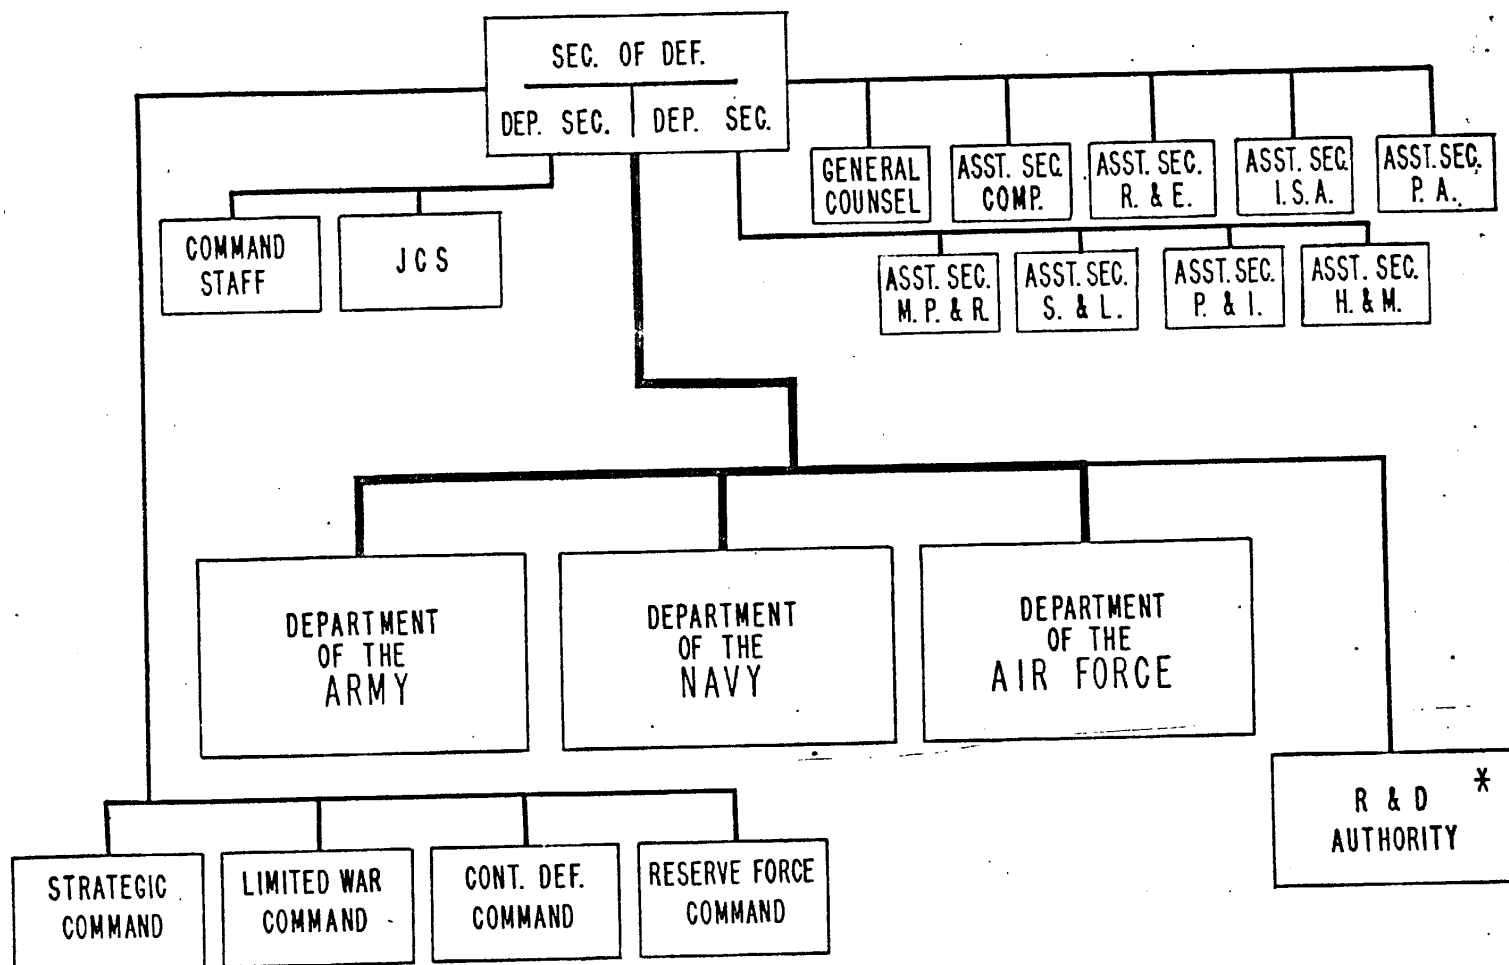 SEC. OF DEF.
DEP. SEC.
DEP. SEC.
GENERAL
COUNSEL
ASST. SEC.
COMP.
ASST. SEC.
R. & E.
ASST. SEC.
I. S. A.
ASST. SEC.
P. A.
COMMAND
STAFF
J C S
ASST. SEC.
M. P. & R.
ASST. SEC.
S. & L.
ASST. SEC.
P. & I.
ASST. SEC.
H. & M.
DEPARTMENT
OF THE
ARMY
DEPARTMENT
OF THE
NAVY
DEPARTMENT
OF THE
AIR FORCE
R & D *
AUTHORITY
STRATEGIC
COMMAND
LIMITED WAR
COMMAND
CONT. DEF.
COMMAND
RESERVE FORCE
COMMAND